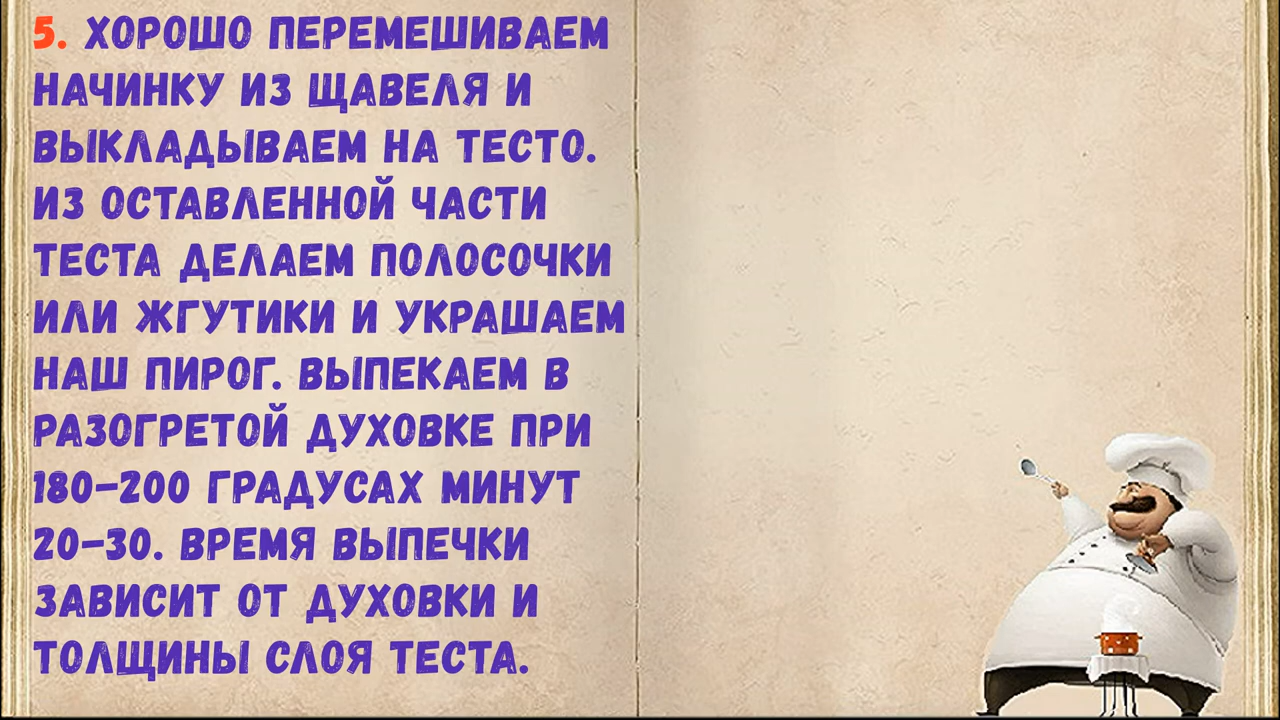 5. ХОРОШО ПЕРЕМЕШИВАЕМ
НАЧИНКУ ИЗ ЩАВЕЛЯ И
ВЫКЛАДЫВАЕМ НА ТЕСТО.
ИЗ ОСТАВЛЕННОЙ ЧАСТИ
ТЕСТА ДЕЛАЕМ ПОЛОСОЧКИ
ИЛИ ЖГУТИКИ И УКРАШАЕМ
НАШ ПИРОГ. ВЫПЕКАЕМ В
РАЗОГРЕТОЙ ДУХОВКЕ ПРИ
180-200 ГРАДУСАХ МИНУТ
20-30. ВРЕМЯ ВЫПЕЧКИ
ЗАВИСИТ ОТ ДУХОВКИ И
ТОЛЩИНЫ СЛОЯ ТЕСТА.